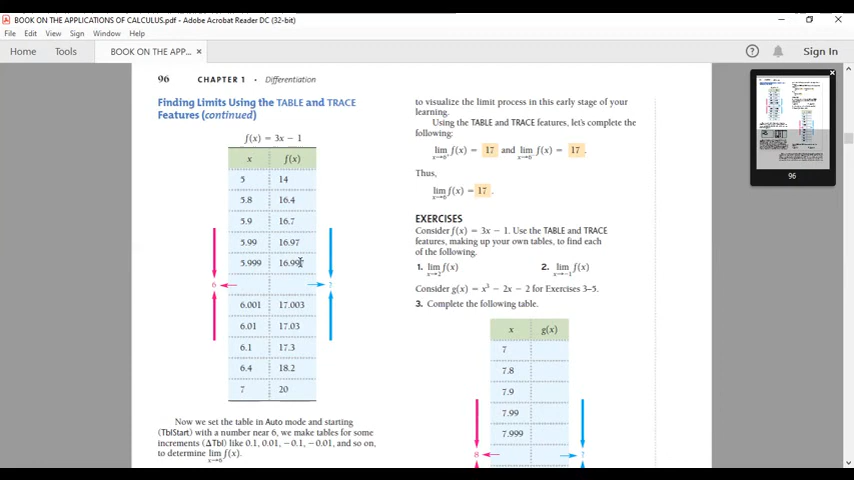 BOOK ON THE APPLICATIONS OF CALCULUS.pdf - Adobe Acrobat Reader DC (32-bit)
File Edit View Sign Window Help
Home Tools BOOK ON THE APP... × Sign In
96 CHAPTER 1 • Differentiation
Finding Limits Using the TABLE and TRACE
Features (continued)
f(x) = 3x − 1
x f(x)
5 14
5.8 16.4
5.9 16.7
5.99 16.97
5.999
6 ?
6.001 17.003
6.01 17.03
6.1 17.3
6.4 18.2
7 20
Now we set the table in Auto mode and starting
(TblStart) with a number near 6, we make tables for some
increments (ΔTbl) like 0.1, 0.01, −0.1, −0.01, and so on,
to determine lim f(x).
x→6
to visualize the limit process in this early stage of your
learning.
Using the TABLE and TRACE features, let's complete the
following:
lim f(x) = 17 and lim f(x) = 17 .
Thus,
lim f(x) = 17 .
x→6
EXERCISES
Consider f(x) = 3x − 1. Use the TABLE and TRACE
features, making up your own tables, to find each
of the following.
1. lim f(x) 2. lim f(x)
x→2 x→−1
Consider g(x) = x³ − 2x − 2 for Exercises 3–5.
3. Complete the following table.
x g(x)
7
7.8
7.9
7.99
7.999
8 ?
96